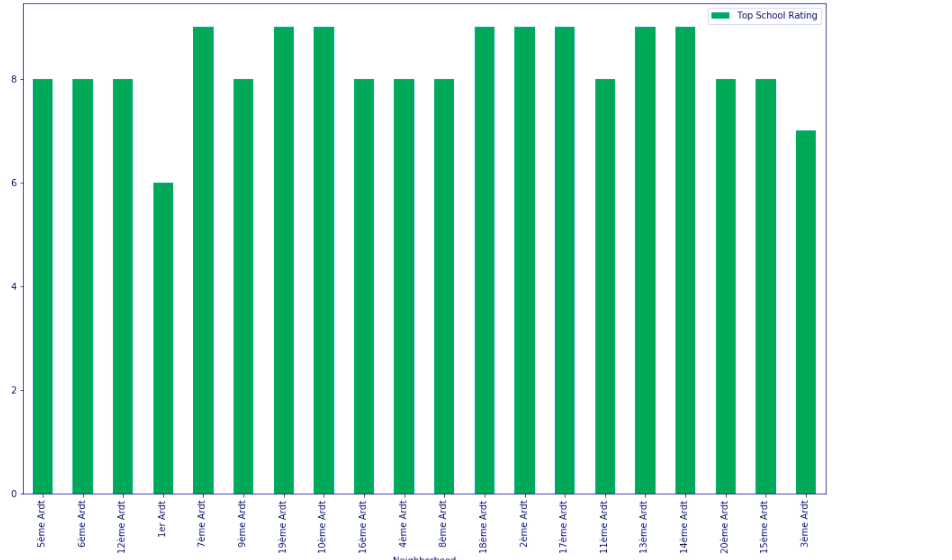 Top School Rating
8
6
4
2
0
5ème Ardt
6ème Ardt
12ème Ardt
1er Ardt
7ème Ardt
9ème Ardt
19ème Ardt
10ème Ardt
16ème Ardt
4ème Ardt
8ème Ardt
18ème Ardt
2ème Ardt
17ème Ardt
11ème Ardt
13ème Ardt
14ème Ardt
20ème Ardt
15ème Ardt
3ème Ardt
Neighborhood